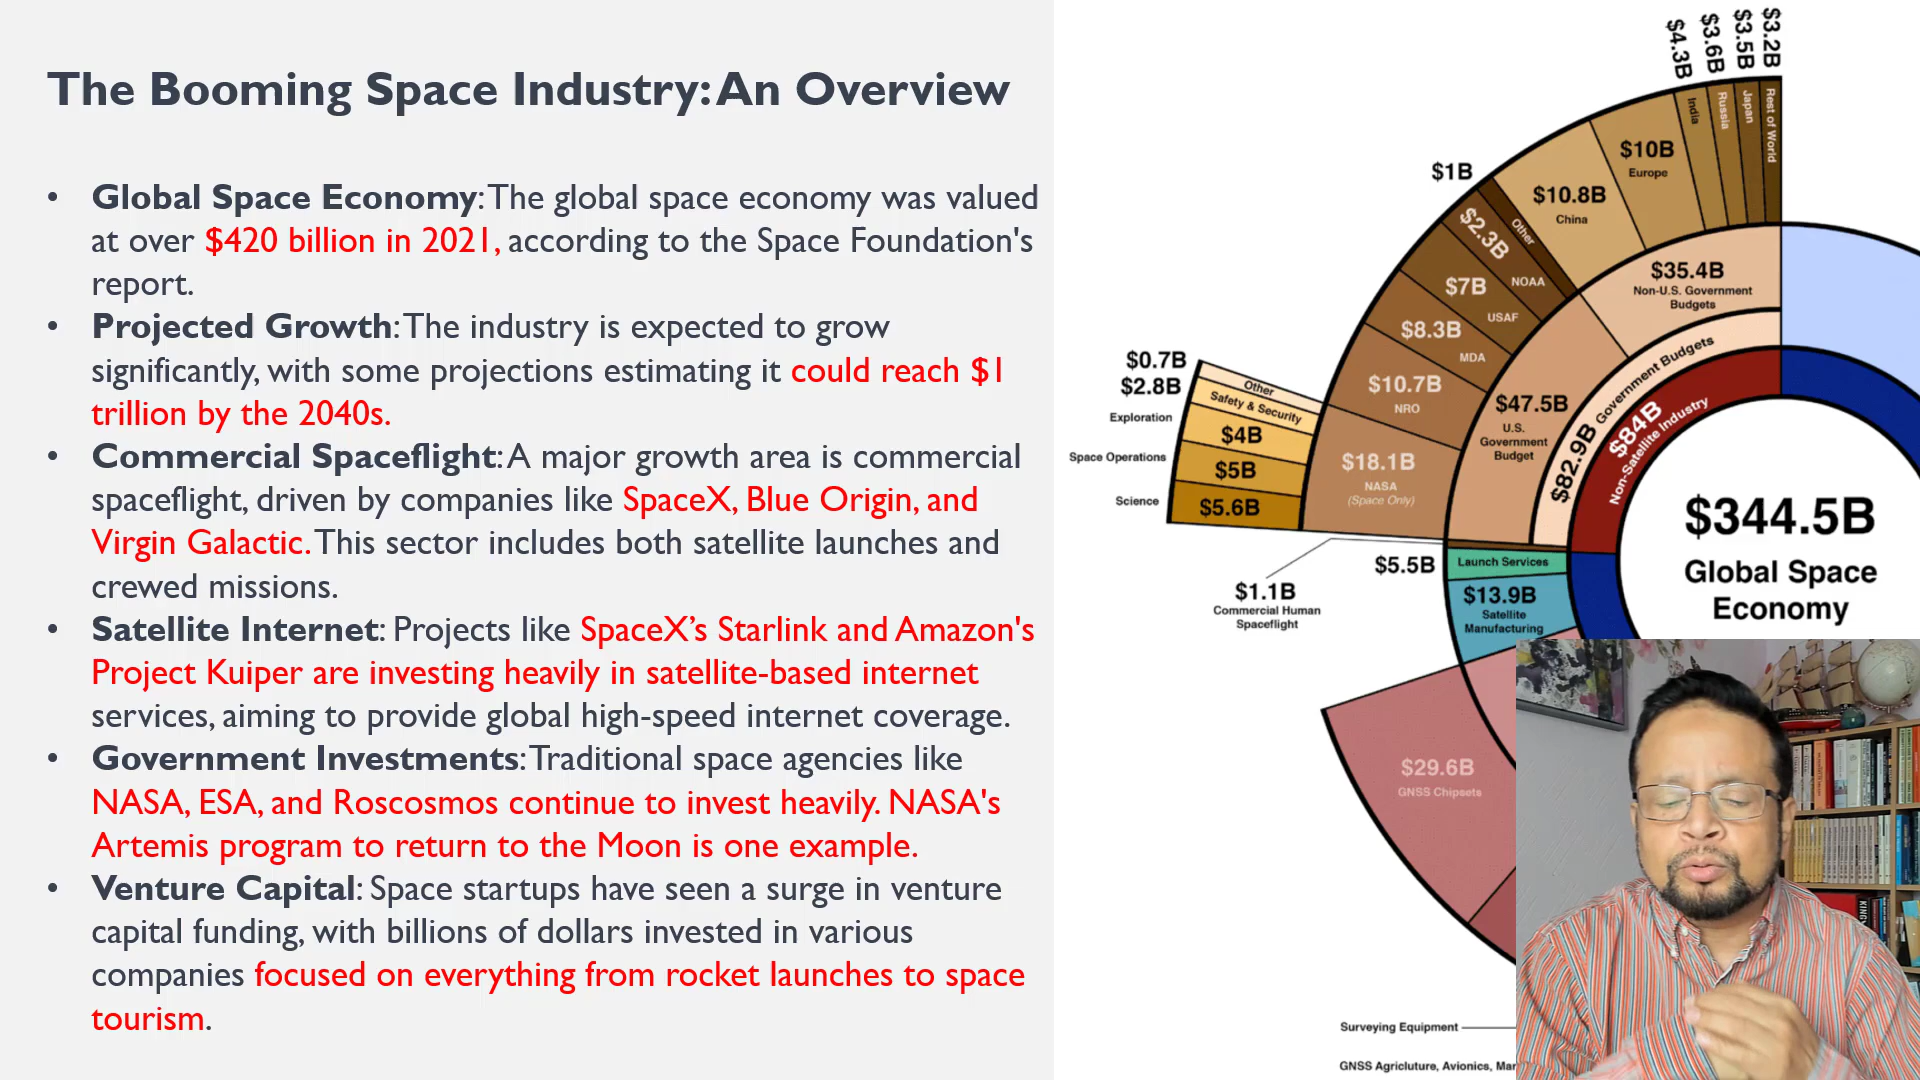 The Booming Space Industry: An Overview
• Global Space Economy: The global space economy was valued
at over $420 billion in 2021, according to the Space Foundation's
report.
• Projected Growth: The industry is expected to grow
significantly, with some projections estimating it could reach $1
trillion by the 2040s.
• Commercial Spaceflight: A major growth area is commercial
spaceflight, driven by companies like SpaceX, Blue Origin, and
Virgin Galactic. This sector includes both satellite launches and
crewed missions.
• Satellite Internet: Projects like SpaceX’s Starlink and Amazon's
Project Kuiper are investing heavily in satellite-based internet
services, aiming to provide global high-speed internet coverage.
• Government Investments: Traditional space agencies like
NASA, ESA, and Roscosmos continue to invest heavily. NASA's
Artemis program to return to the Moon is one example.
• Venture Capital: Space startups have seen a surge in venture
capital funding, with billions of dollars invested in various
companies focused on everything from rocket launches to space
tourism.
$4.3B
$3.6B
$3.5B
$3.2B
India
Russia
Japan
Rest of World
$10B
Europe
$10.8B
China
$1B
Other
$2.3B
NOAA
$7B
USAF
$8.3B
MDA
$10.7B
NRO
$18.1B
NASA
(Space Only)
$35.4B
Non-U.S. Government
Budgets
$47.5B
U.S.
Government
Budget
$82.9B Government Budgets
$84B
Non-Satellite Industry
$0.7B
Other
$2.8B
Safety & Security
Exploration
$4B
Space Operations
$5B
Science
$5.6B
$344.5B
Global Space
Economy
$1.1B
Commercial Human
Spaceflight
$5.5B
Launch Services
$13.9B
Satellite
Manufacturing
$29.6B
GNSS Chipsets
Surveying Equipment
GNSS Agricluture, Avionics,